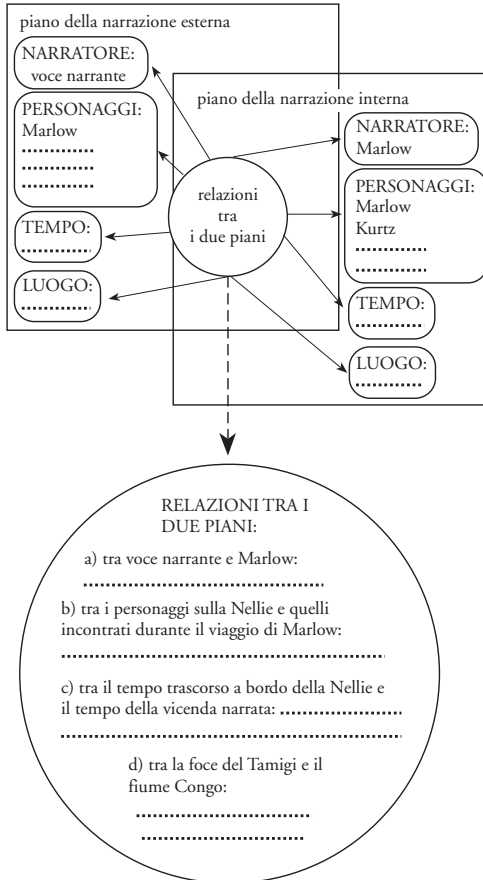 piano della narrazione esterna
NARRATORE:
voce narrante
PERSONAGGI:
Marlow
TEMPO:
LUOGO:
piano della narrazione interna
NARRATORE:
Marlow
PERSONAGGI:
Marlow
Kurtz
TEMPO:
LUOGO:
relazioni
tra
i due piani
RELAZIONI TRA I
DUE PIANI:
a) tra voce narrante e Marlow:
b) tra i personaggi sulla Nellie e quelli
incontrati durante il viaggio di Marlow:
c) tra il tempo trascorso a bordo della Nellie e
il tempo della vicenda narrata:
d) tra la foce del Tamigi e il
fiume Congo: